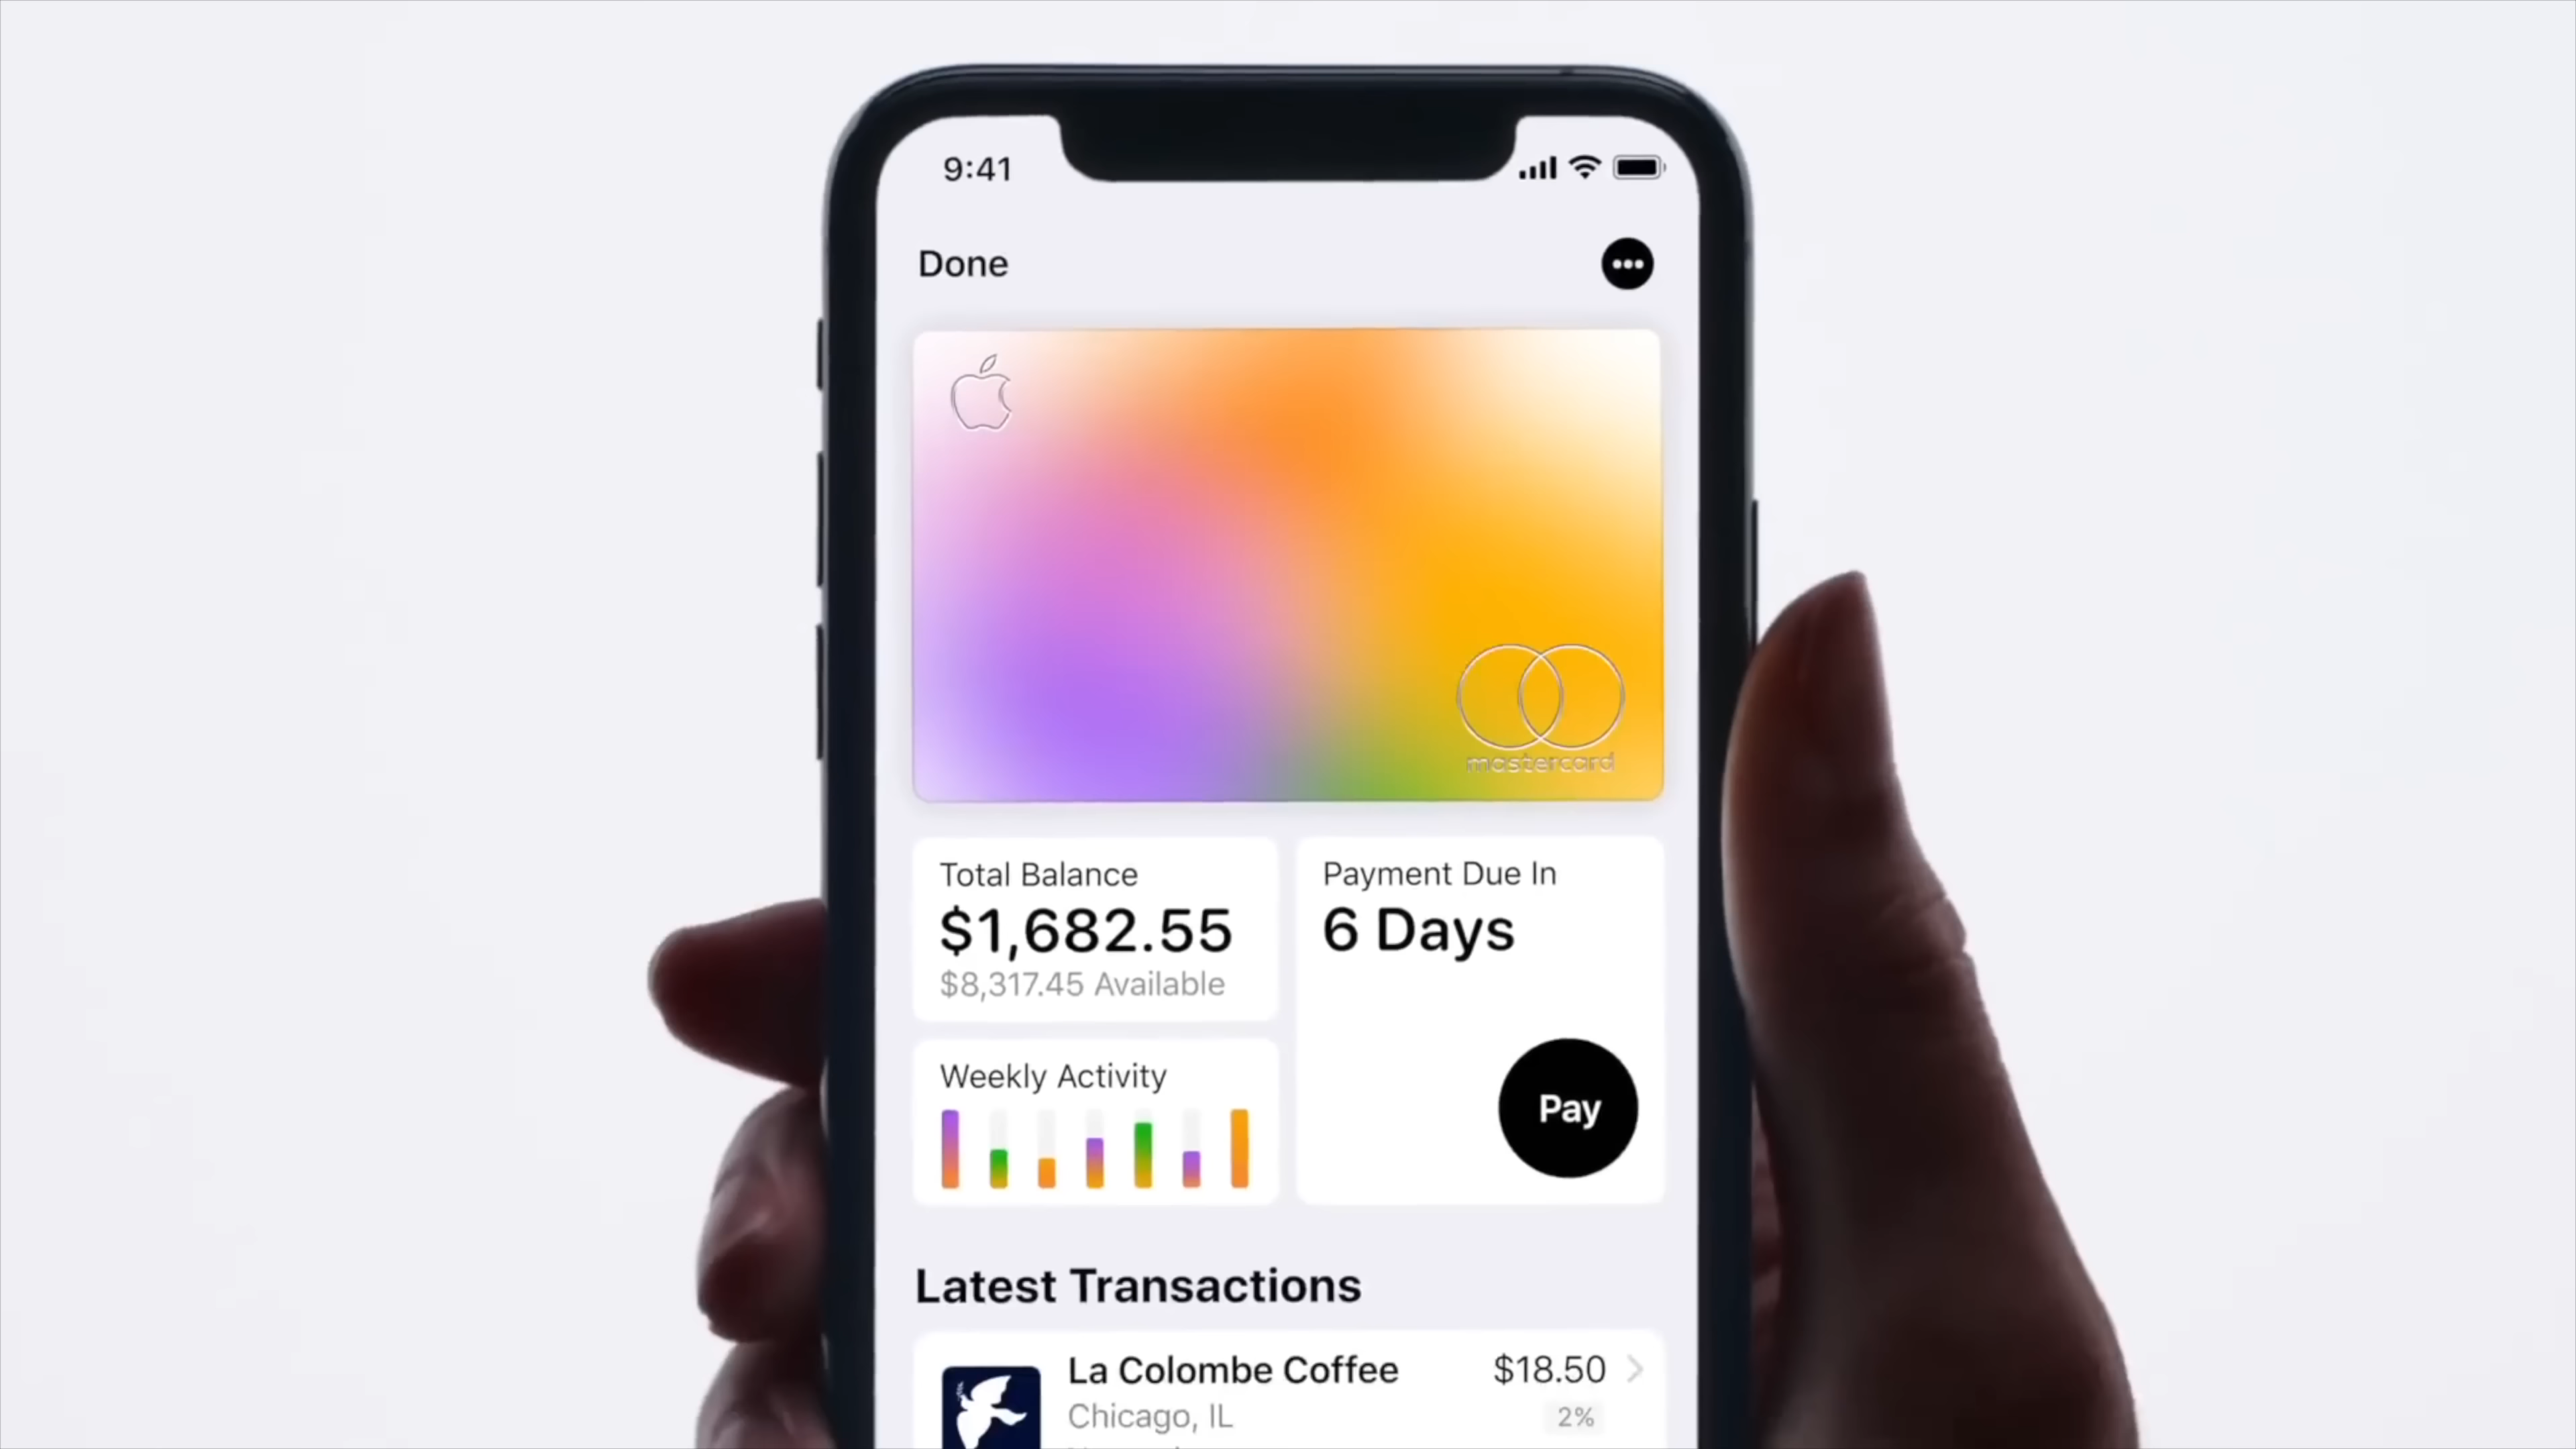 9:41
Done
mastercard
Total Balance
$1,682.55
$8,317.45 Available
Payment Due In
6 Days
Weekly Activity
Pay
Latest Transactions
La Colombe Coffee
$18.50
Chicago, IL
2%